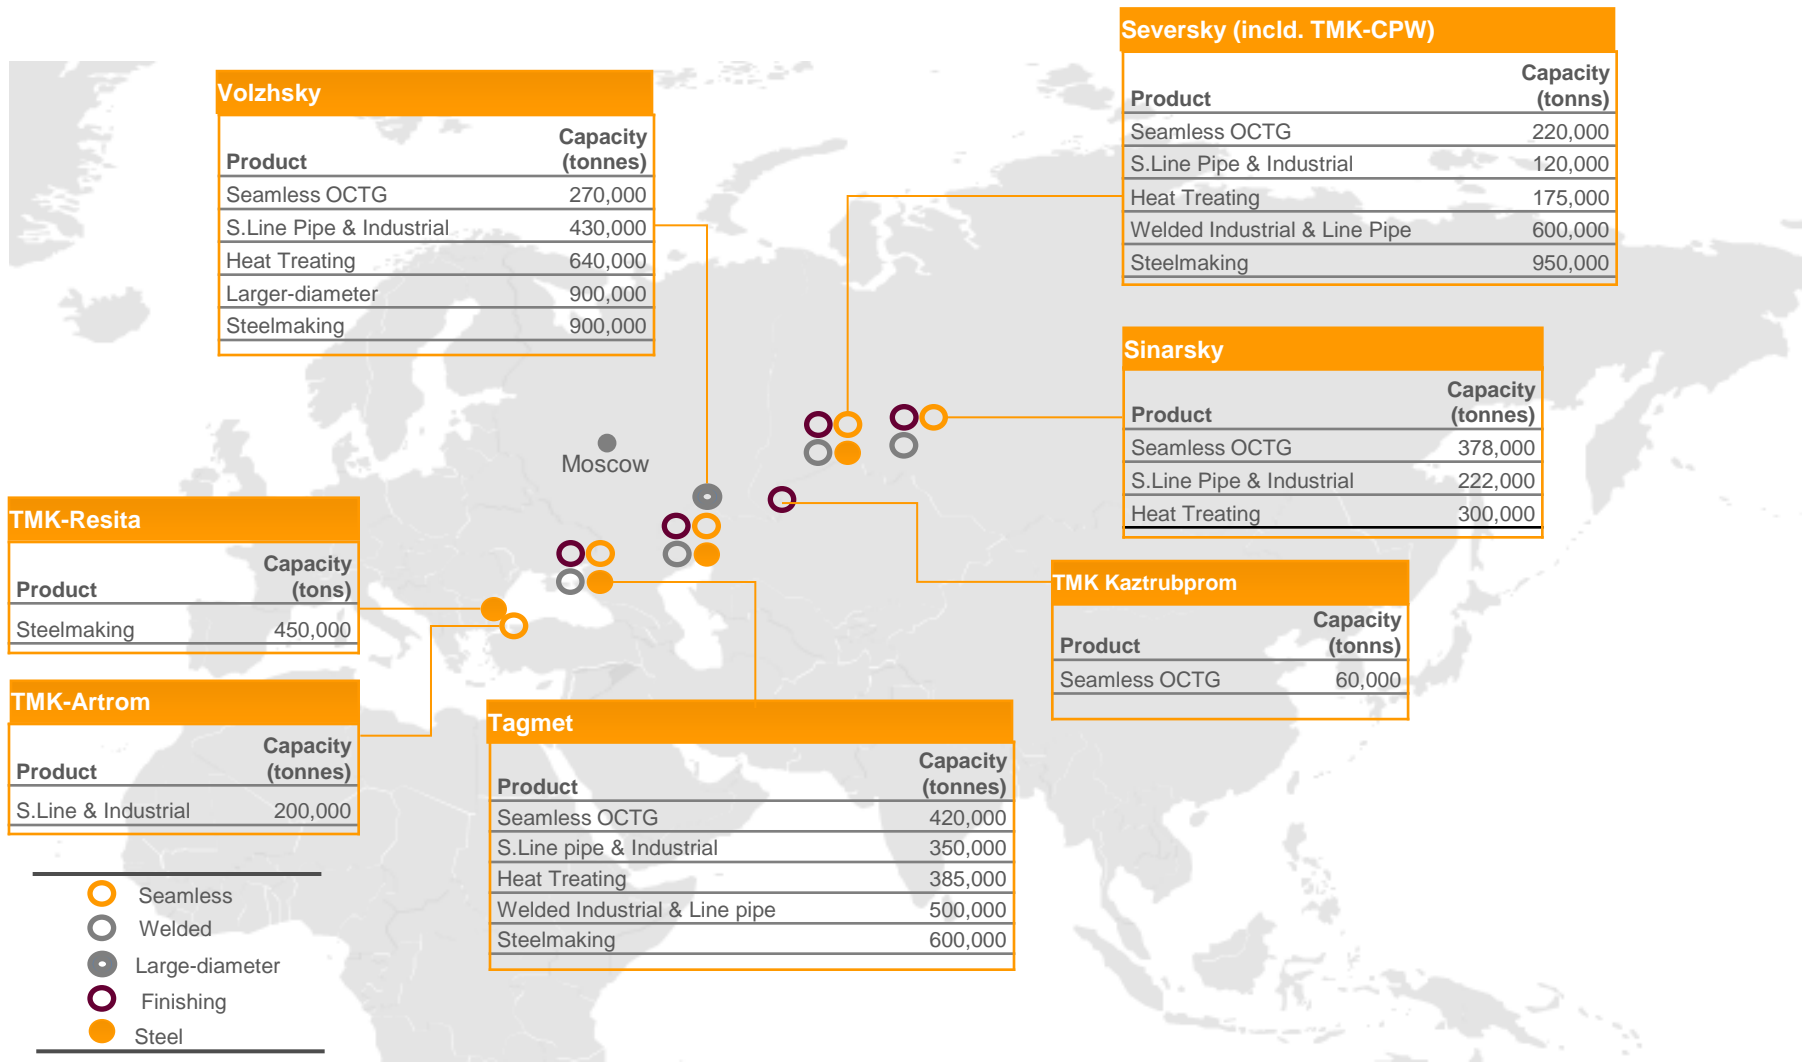 Severskу (incld. TMK-CPW)
Product Capacity (tonns)
Seamless OCTG 220,000
S.Line Pipe & Industrial 120,000
Heat Treating 175,000
Welded Industrial & Line Pipe 600,000
Steelmaking 950,000
Volzhsky
Product Capacity (tonnes)
Seamless OCTG 270,000
S.Line Pipe & Industrial 430,000
Heat Treating 640,000
Larger-diameter 900,000
Steelmaking 900,000
Sinarsky
Product Capacity (tonnes)
Seamless OCTG 378,000
S.Line Pipe & Industrial 222,000
Heat Treating 300,000
Moscow
TMK-Resita
Product Capacity (tons)
Steelmaking 450,000
TMK Kaztrubprom
Product Capacity (tonns)
Seamless OCTG 60,000
TMK-Artrom
Product Capacity (tonnes)
S.Line & Industrial 200,000
Tagmet
Product Capacity (tonnes)
Seamless OCTG 420,000
S.Line pipe & Industrial 350,000
Heat Treating 385,000
Welded Industrial & Line pipe 500,000
Steelmaking 600,000
Seamless
Welded
Large-diameter
Finishing
Steel